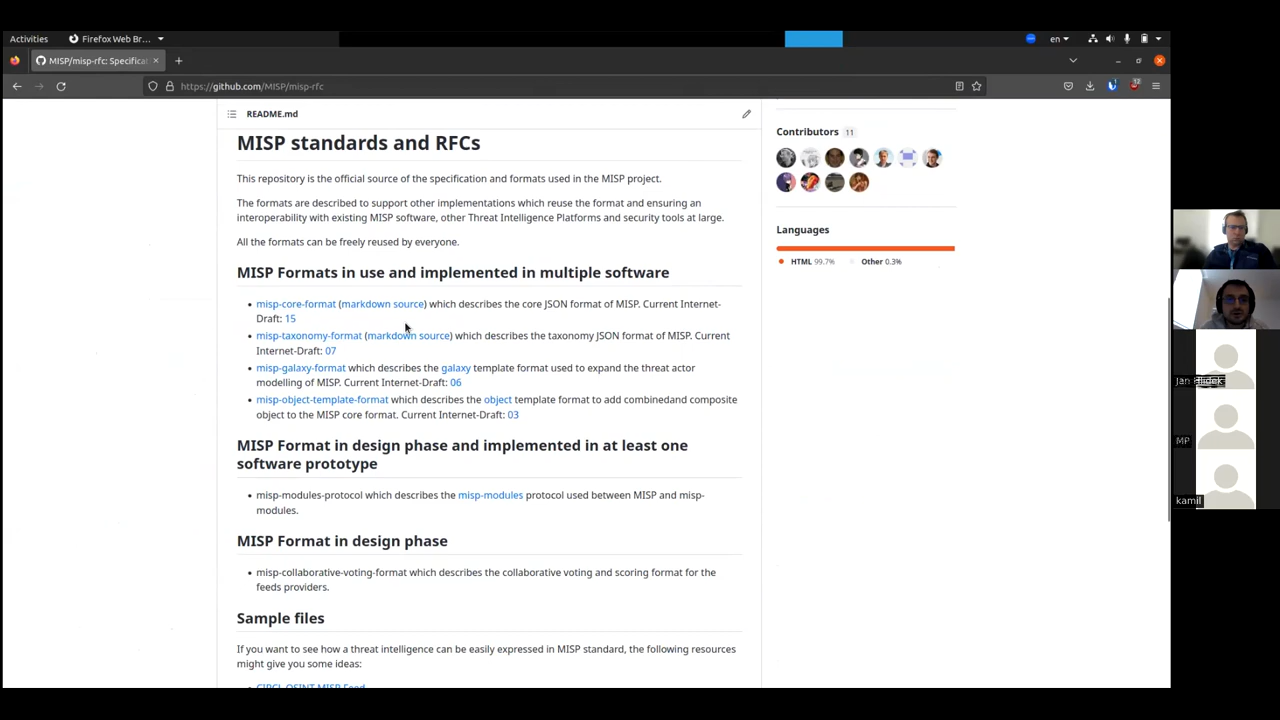 Activities
Firefox Web Br...
en
MISP/misp-rfc: Specificat
https://github.com/MISP/misp-rfc
12
README.md
MISP standards and RFCs
This repository is the official source of the specification and formats used in the MISP project.
The formats are described to support other implementations which reuse the format and ensuring an
interoperability with existing MISP software, other Threat Intelligence Platforms and security tools at large.
All the formats can be freely reused by everyone.
MISP Formats in use and implemented in multiple software
misp-core-format (markdown source) which describes the core JSON format of MISP. Current Internet-
Draft: 15
misp-taxonomy-format (markdown source) which describes the taxonomy JSON format of MISP. Current
Internet-Draft: 07
misp-galaxy-format which describes the galaxy template format used to expand the threat actor
modelling of MISP. Current Internet-Draft: 06
misp-object-template-format which describes the object template format to add combinedand composite
object to the MISP core format. Current Internet-Draft: 03
MISP Format in design phase and implemented in at least one
software prototype
misp-modules-protocol which describes the misp-modules protocol used between MISP and misp-
modules.
MISP Format in design phase
misp-collaborative-voting-format which describes the collaborative voting and scoring format for the
feeds providers.
Sample files
If you want to see how a threat intelligence can be easily expressed in MISP standard, the following resources
might give you some ideas:
CIRCL OSINT MISP Feed
Contributors 11
Languages
HTML 99.7%
Other 0.3%
Jan
MP
kamil